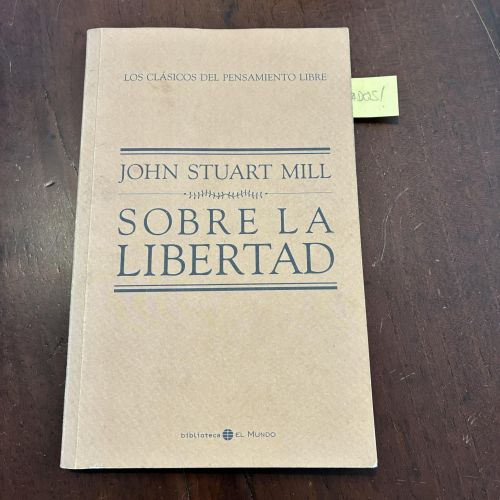 LOS CLÁSICOS DEL PENSAMIENTO LIBRE
JOHN STUART MILL
SOBRE LA
LIBERTAD
biblioteca EL MUNDO